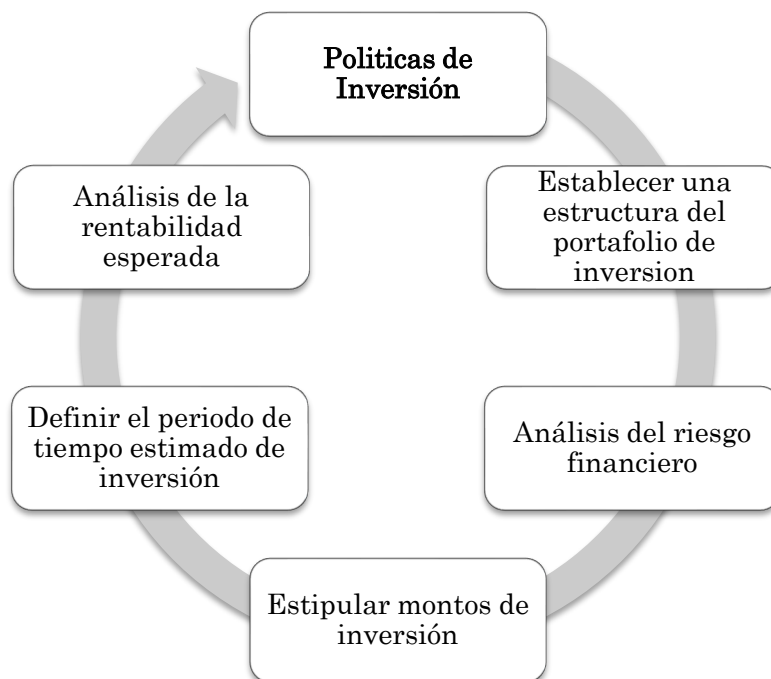 Politicas de
Inversión
Establecer una
estructura del
portafolio de
inversion
Análisis del riesgo
financiero
Estipular montos de
inversión
Definir el periodo de
tiempo estimado de
inversión
Análisis de la
rentabilidad
esperada